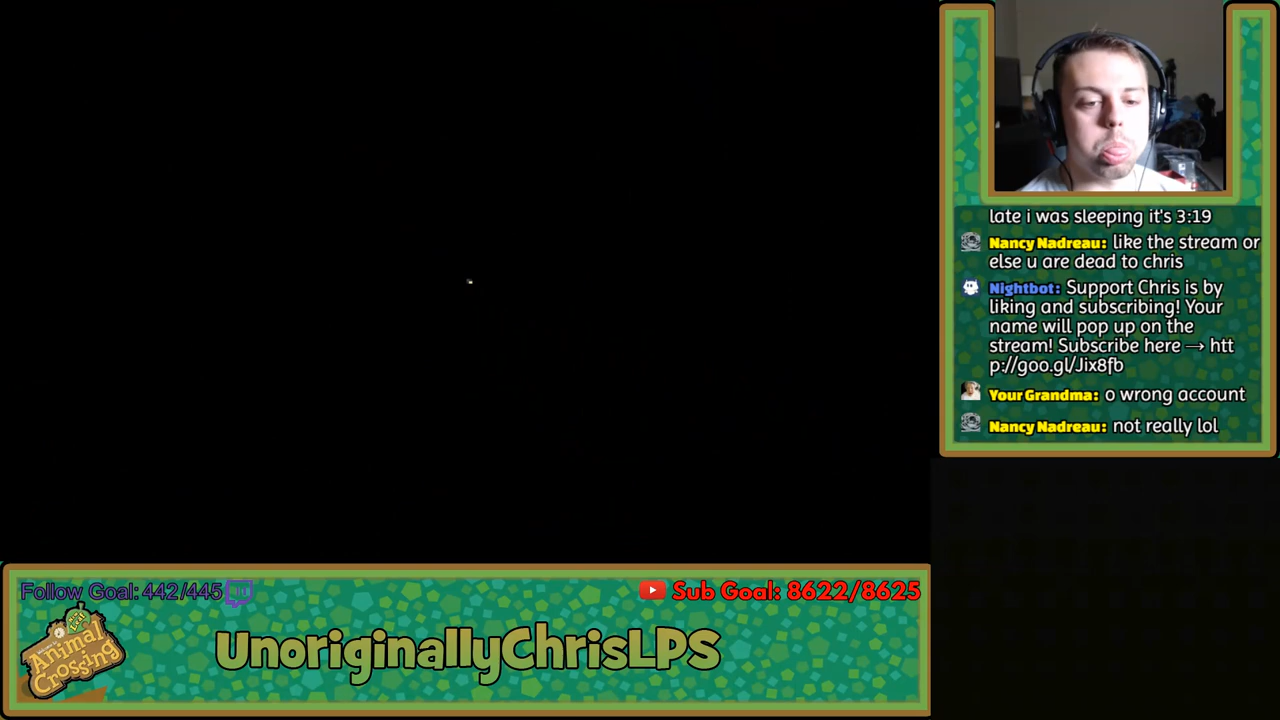 late i was sleeping it's 3:19
Nancy Nadreau: like the stream or
else u are dead to chris
Nightbot: Support Chris is by
liking and subscribing! Your
name will pop up on the
stream! Subscribe here → htt
p://goo.gl/Jix8fb
Your Grandma: o wrong account
Nancy Nadreau: not really lol
Follow Goal: 442/445
Sub Goal: 8622/8625
Animal
Crossing
UnoriginallyChrisLPS